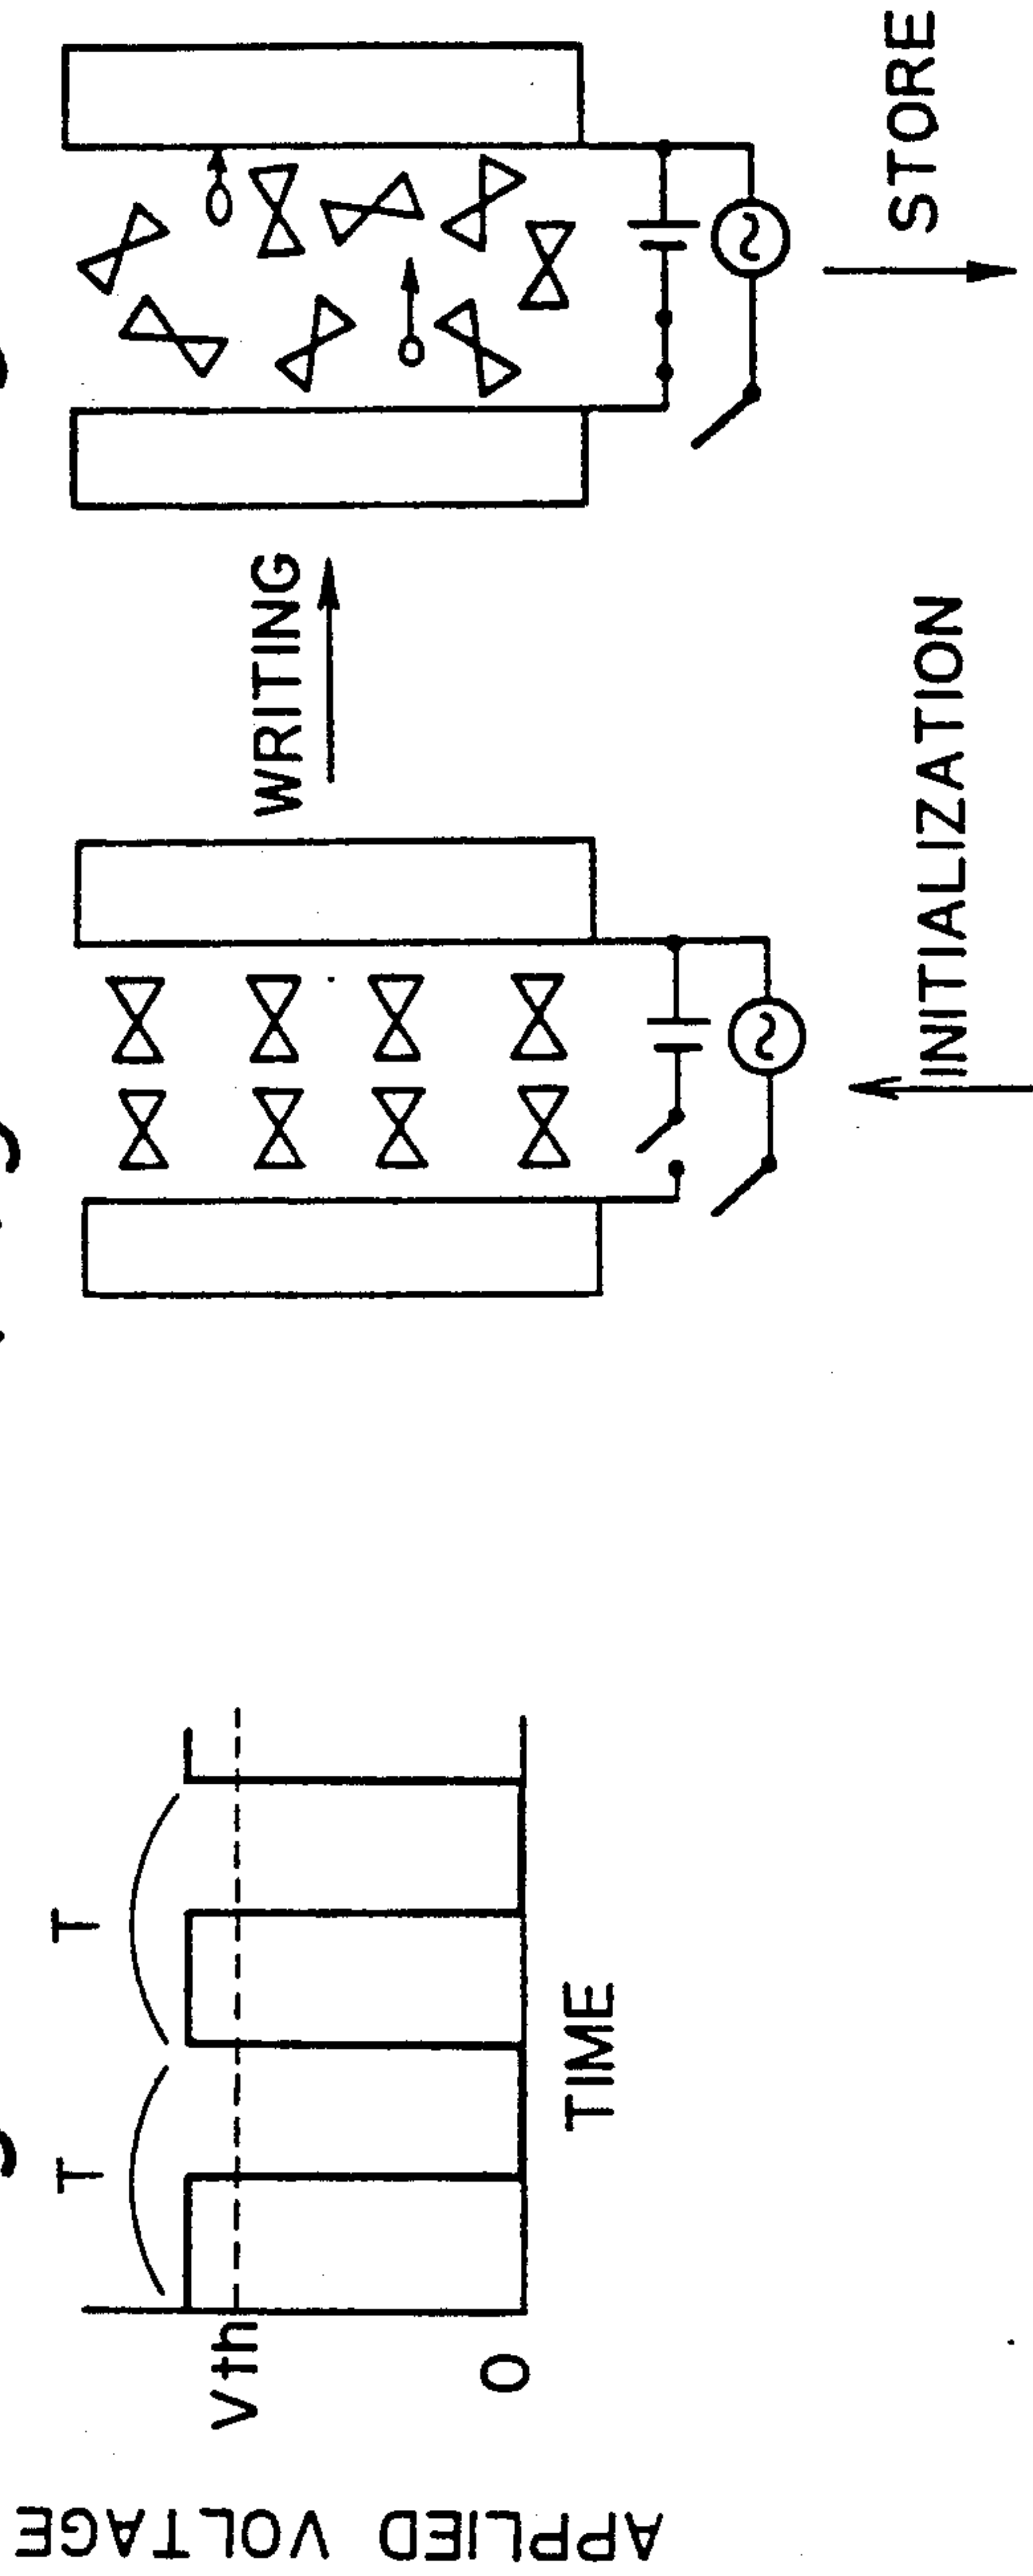 APPLIED VOLTAGE
Vth
0
T
T
TIME
WRITING
INITIALIZATION
STORE